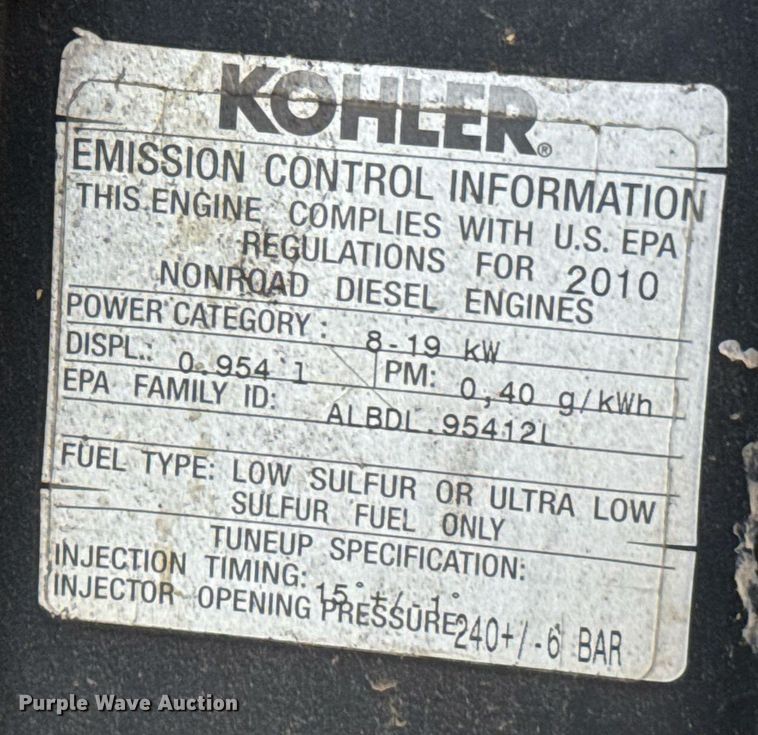 KOHLER®
EMISSION CONTROL INFORMATION
THIS ENGINE COMPLIES WITH U.S. EPA
REGULATIONS FOR 2010
NONROAD DIESEL ENGINES
POWER CATEGORY: 8-19 kW
DISPL.: 0.954 l PM: 0,40 g/kWh
EPA FAMILY ID: ALBDL.95412L
FUEL TYPE: LOW SULFUR OR ULTRA LOW
SULFUR FUEL ONLY
TUNEUP SPECIFICATION:
INJECTION TIMING: 15°+/-1°
INJECTOR OPENING PRESSURE 240+/-6 BAR
Purple Wave Auction